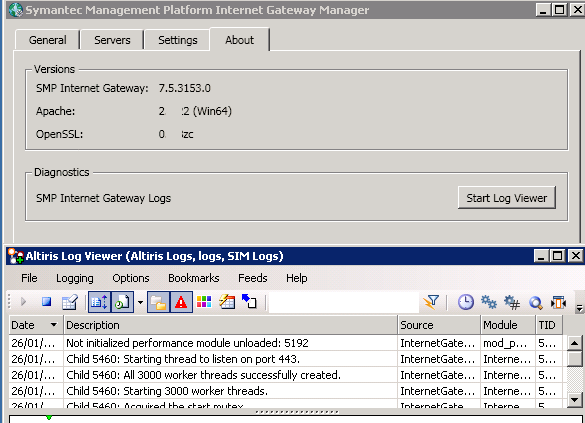 Symantec Management Platform Internet Gateway Manager
General Servers Settings About
Versions
SMP Internet Gateway: 7.5.3153.0
Apache: 2 2 (Win64)
OpenSSL: 0 zc
Diagnostics
SMP Internet Gateway Logs Start Log Viewer
Altiris Log Viewer (Altiris Logs, logs, SIM Logs)
File Logging Options Bookmarks Feeds Help
Date Description Source Module TID
26/01/... Not initialized performance module unloaded: 5192 InternetGate... mod_p... 5...
26/01/... Child 5460: Starting thread to listen on port 443. InternetGate... Interne... 5...
26/01/... Child 5460: All 3000 worker threads successfully created. InternetGate... Interne... 5...
26/01/... Child 5460: Starting 3000 worker threads. InternetGate... Interne... 5...
26/01/... Child 5460: Acquired the start mutex. InternetGate... Interne... 5...